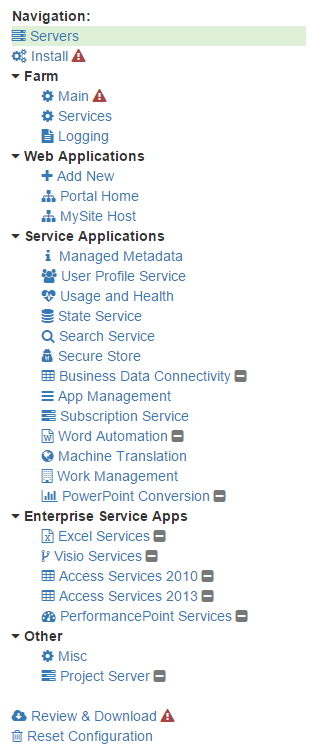 Navigation:
Servers
Install
Farm
Main
Services
Logging
Web Applications
Add New
Portal Home
MySite Host
Service Applications
Managed Metadata
User Profile Service
Usage and Health
State Service
Search Service
Secure Store
Business Data Connectivity
App Management
Subscription Service
Word Automation
Machine Translation
Work Management
PowerPoint Conversion
Enterprise Service Apps
Excel Services
Visio Services
Access Services 2010
Access Services 2013
PerformancePoint Services
Other
Misc
Project Server
Review & Download
Reset Configuration